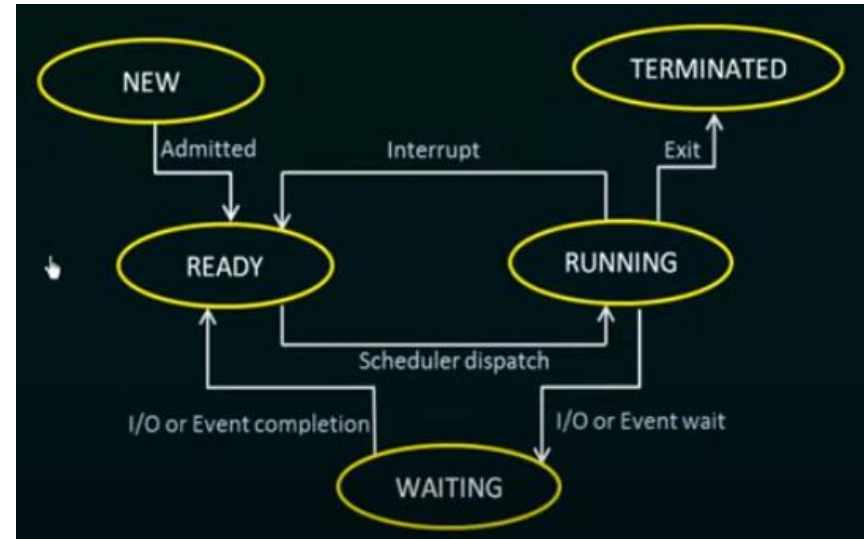 NEW
TERMINATED
Admitted
Interrupt
Exit
READY
RUNNING
Scheduler dispatch
I/O or Event completion
I/O or Event wait
WAITING